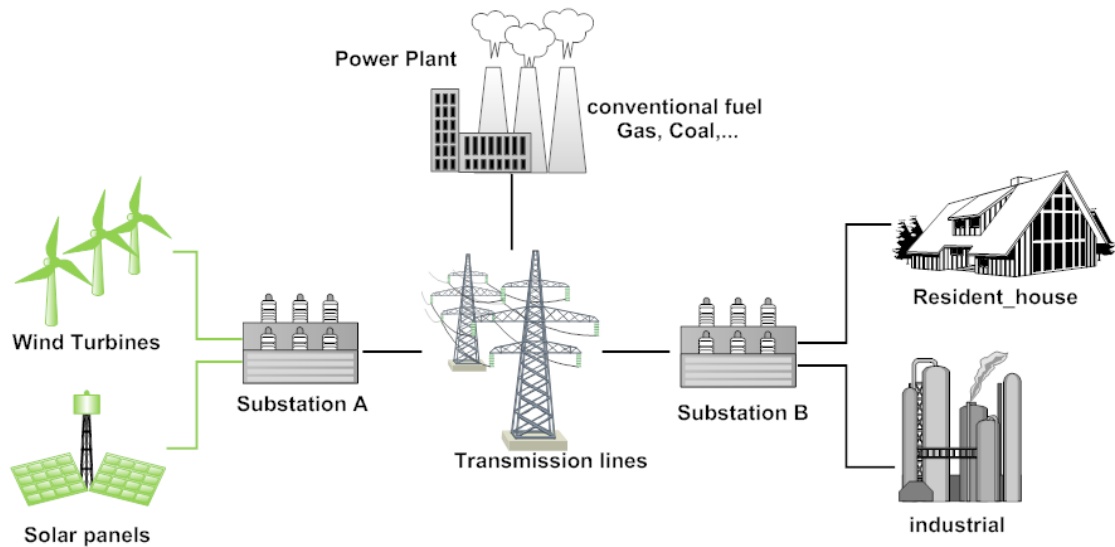 Power Plant
conventional fuel
Gas, Coal,...
Wind Turbines
Resident_house
Substation A
Substation B
Transmission lines
Solar panels
industrial